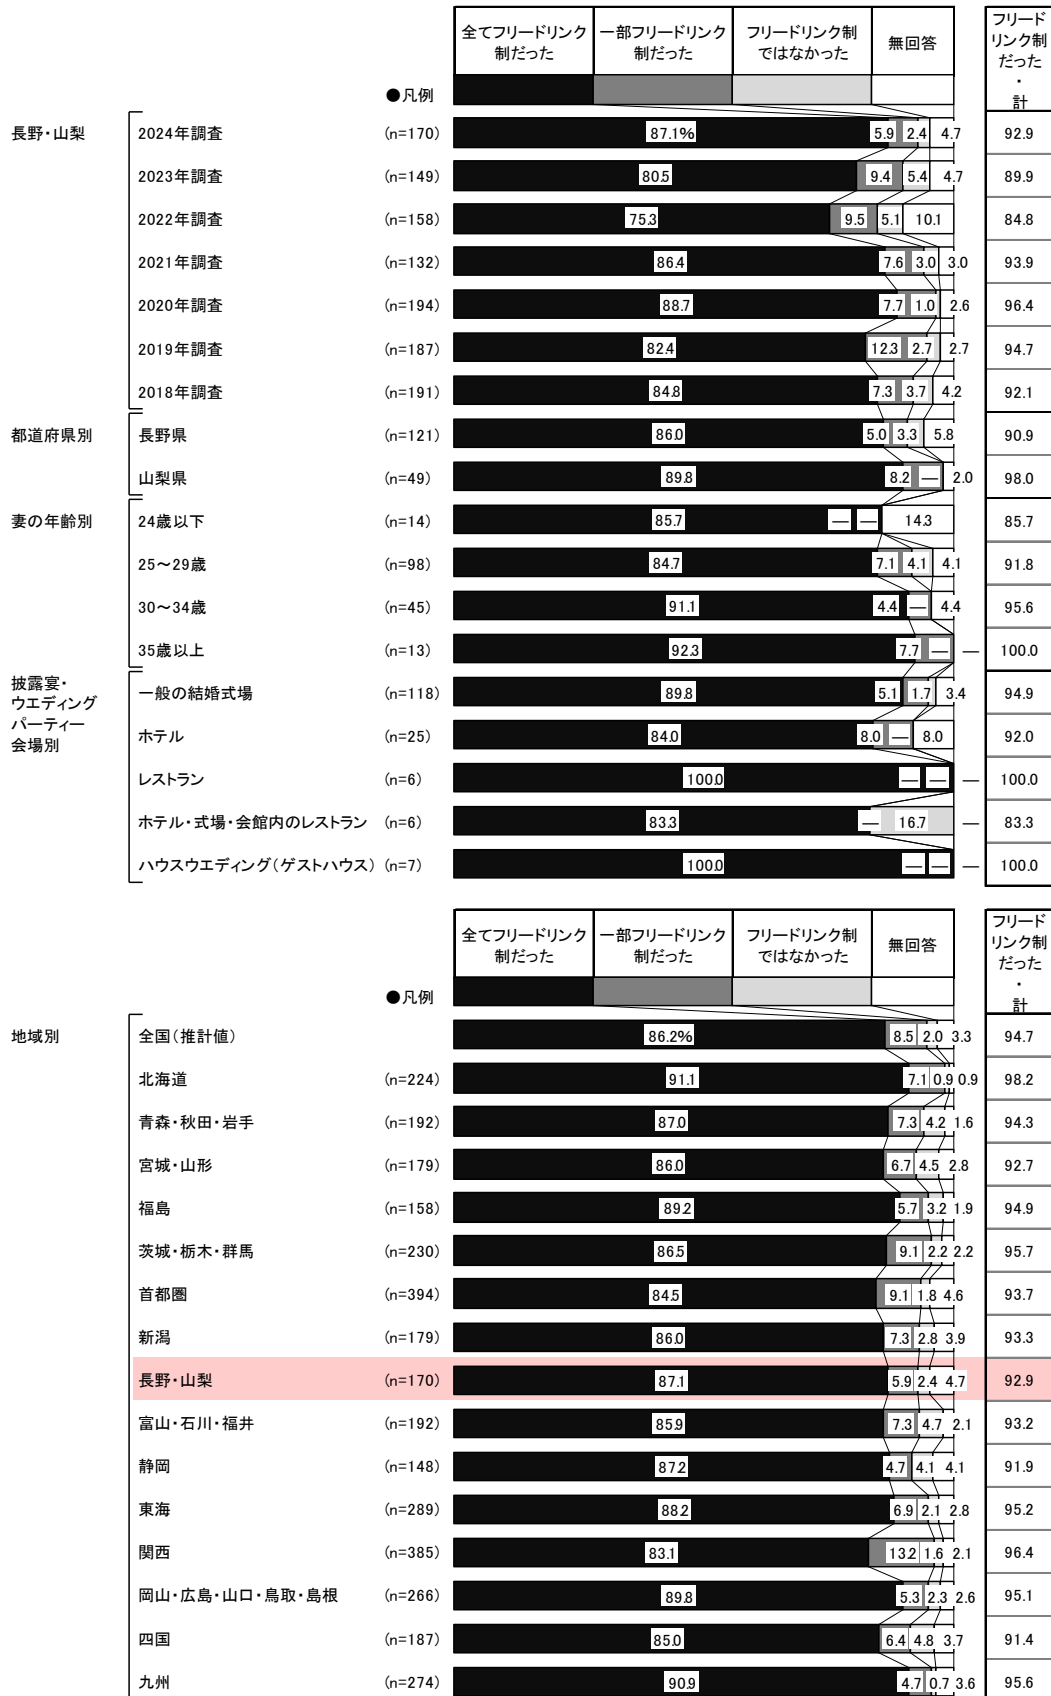 全てフリードリンク制だった 一部フリードリンク制だった フリードリンク制ではなかった 無回答 フリードリンク制だった・計
●凡例
長野・山梨 2024年調査 (n=170) 87.1% 5.9 2.4 4.7 92.9
2023年調査 (n=149) 80.5 9.4 5.4 4.7 89.9
2022年調査 (n=158) 75.3 9.5 5.1 10.1 84.8
2021年調査 (n=132) 86.4 7.6 3.0 3.0 93.9
2020年調査 (n=194) 88.7 7.7 1.0 2.6 96.4
2019年調査 (n=187) 82.4 12.3 2.7 2.7 94.7
2018年調査 (n=191) 84.8 7.3 3.7 4.2 92.1
都道府県別 長野県 (n=121) 86.0 5.0 3.3 5.8 90.9
山梨県 (n=49) 89.8 8.2 — 2.0 98.0
妻の年齢別 24歳以下 (n=14) 85.7 — — 14.3 85.7
25～29歳 (n=98) 84.7 7.1 4.1 4.1 91.8
30～34歳 (n=45) 91.1 4.4 — 4.4 95.6
35歳以上 (n=13) 92.3 7.7 — — 100.0
披露宴・ウエディングパーティー会場別 一般の結婚式場 (n=118) 89.8 5.1 1.7 3.4 94.9
ホテル (n=25) 84.0 8.0 — 8.0 92.0
レストラン (n=6) 100.0 — — — 100.0
ホテル・式場・会館内のレストラン (n=6) 83.3 — 16.7 — 83.3
ハウスウエディング(ゲストハウス) (n=7) 100.0 — — — 100.0
全てフリードリンク制だった 一部フリードリンク制だった フリードリンク制ではなかった 無回答 フリードリンク制だった・計
●凡例
地域別 全国(推計値) 86.2% 8.5 2.0 3.3 94.7
北海道 (n=224) 91.1 7.1 0.9 0.9 98.2
青森・秋田・岩手 (n=192) 87.0 7.3 4.2 1.6 94.3
宮城・山形 (n=179) 86.0 6.7 4.5 2.8 92.7
福島 (n=158) 89.2 5.7 3.2 1.9 94.9
茨城・栃木・群馬 (n=230) 86.5 9.1 2.2 2.2 95.7
首都圏 (n=394) 84.5 9.1 1.8 4.6 93.7
新潟 (n=179) 86.0 7.3 2.8 3.9 93.3
長野・山梨 (n=170) 87.1 5.9 2.4 4.7 92.9
富山・石川・福井 (n=192) 85.9 7.3 4.7 2.1 93.2
静岡 (n=148) 87.2 4.7 4.1 4.1 91.9
東海 (n=289) 88.2 6.9 2.1 2.8 95.2
関西 (n=385) 83.1 13.2 1.6 2.1 96.4
岡山・広島・山口・鳥取・島根 (n=266) 89.8 5.3 2.3 2.6 95.1
四国 (n=187) 85.0 6.4 4.8 3.7 91.4
九州 (n=274) 90.9 4.7 0.7 3.6 95.6